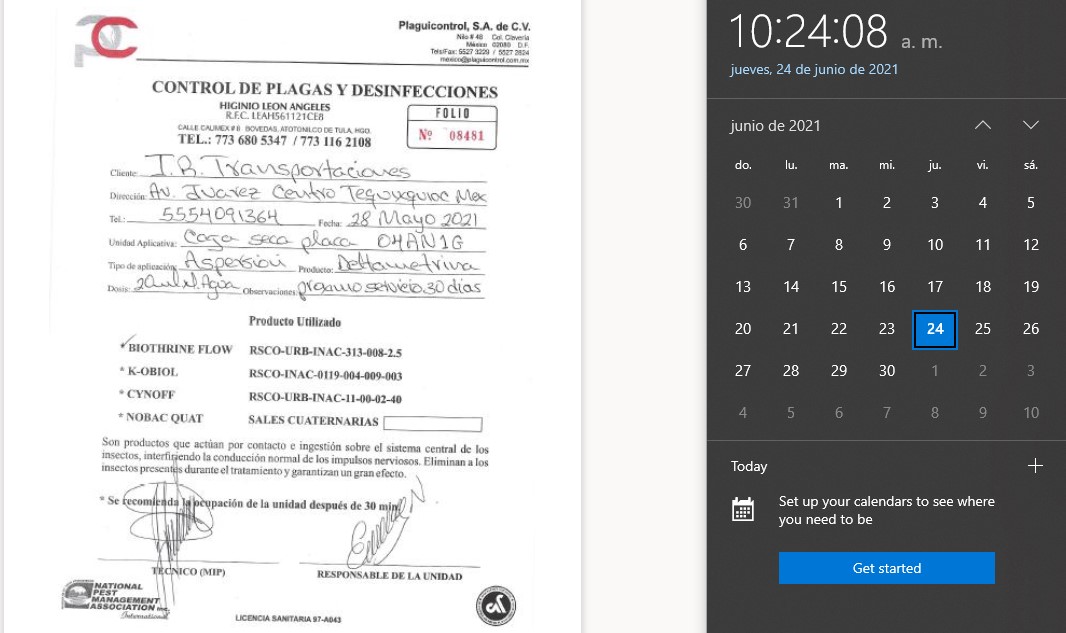 PC
Plaguicontrol, S.A. de C.V.
Nilo # 48 Col. Clavería
México 02080 D.F.
Tels/Fax: 5527 3229 / 5527 2824
mexico@plaguicontrol.com.mx
CONTROL DE PLAGAS Y DESINFECCIONES
HIGINIO LEON ANGELES
R.F.C. LEAH561121CE8
CALLE CALIMEX # 8 BOVEDAS, ATOTONILCO DE TULA, HGO.
TEL.: 773 680 5347 / 773 116 2108
FOLIO
Nº 08481
Cliente: I.B. Transportaciones
Dirección: Av. Juarez Centro Tequixquiac Mex
Tel.: 5554091364 Fecha: 28 Mayo 2021
Unidad Aplicativa: Caja seca placa 04AN1G
Tipo de aplicación: Aspersion Producto: Deltametrina
Dosis: Agua Observaciones: servicio 30 dias
Producto Utilizado
* BIOTHRINE FLOW RSCO-URB-INAC-313-008-2.5
* K-OBIOL RSCO-INAC-0119-004-009-003
* CYNOFF RSCO-URB-INAC-11-00-02-40
* NOBAC QUAT SALES CUATERNARIAS
Son productos que actúan por contacto e ingestión sobre el sistema central de los
insectos, interfiriendo la conducción normal de los impulsos nerviosos. Eliminan a los
insectos presentes durante el tratamiento y garantizan un gran efecto.
* Se recomienda la ocupación de la unidad después de 30 min.
TÉCNICO (MIP)
RESPONSABLE DE LA UNIDAD
NATIONAL
PEST
MANAGEMENT
ASSOCIATION Inc.
International
LICENCIA SANITARIA 97-A043
10:24:08 a. m.
jueves, 24 de junio de 2021
junio de 2021
do. lu. ma. mi. ju. vi. sá.
30 31 1 2 3 4 5
6 7 8 9 10 11 12
13 14 15 16 17 18 19
20 21 22 23 24 25 26
27 28 29 30 1 2 3
4 5 6 7 8 9 10
Today
Set up your calendars to see where
you need to be
Get started